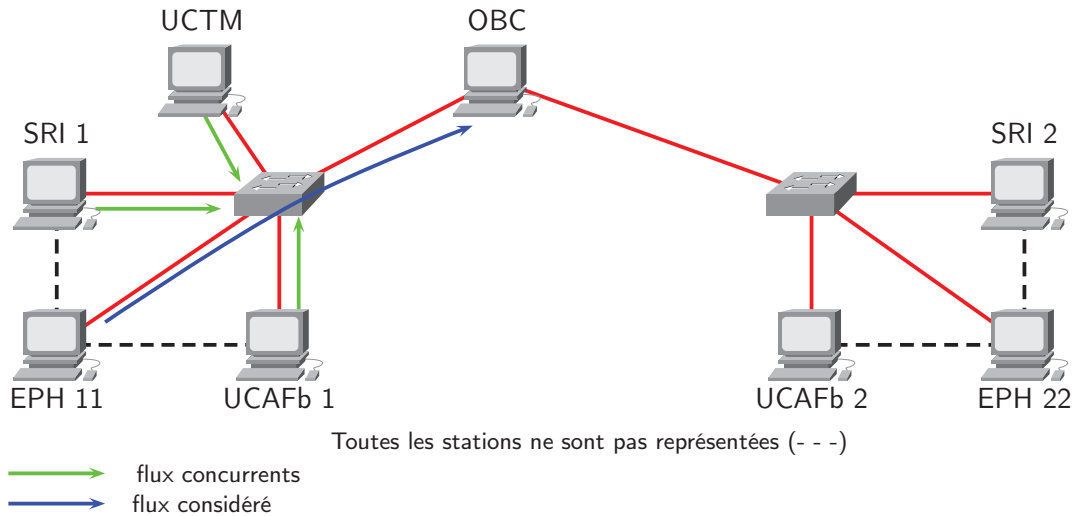 UCTM
OBC
SRI 1
SRI 2
EPH 11
UCAFb 1
UCAFb 2
EPH 22
Toutes les stations ne sont pas représentées (- - -)
flux concurrents
flux considéré